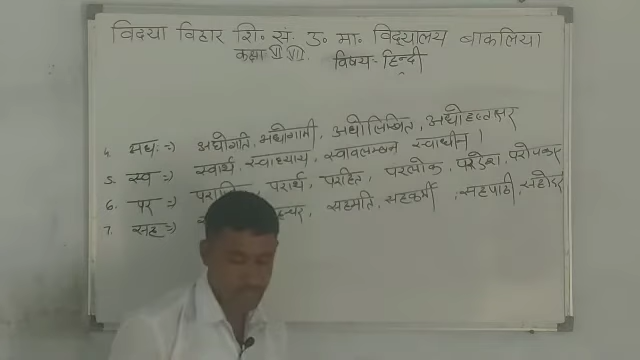 विद्या विहार शि॰ सं॰ उ॰ मा॰ विद्यालय बाकलिया
कक्षा VI VII विषय - हिन्दी
4. अधः => अधोगति, अधोगामी, अधोलिखित, अधोहस्ताक्षर
5. स्व => स्वार्थ, स्वाध्याय, स्वावलम्बन स्वाधीन।
6. पर => परार्थ, परहित, परलोक, परदेश, परोपकार
7. सह => सहमति, सहकर्मी, सहपाठी, सहोदर